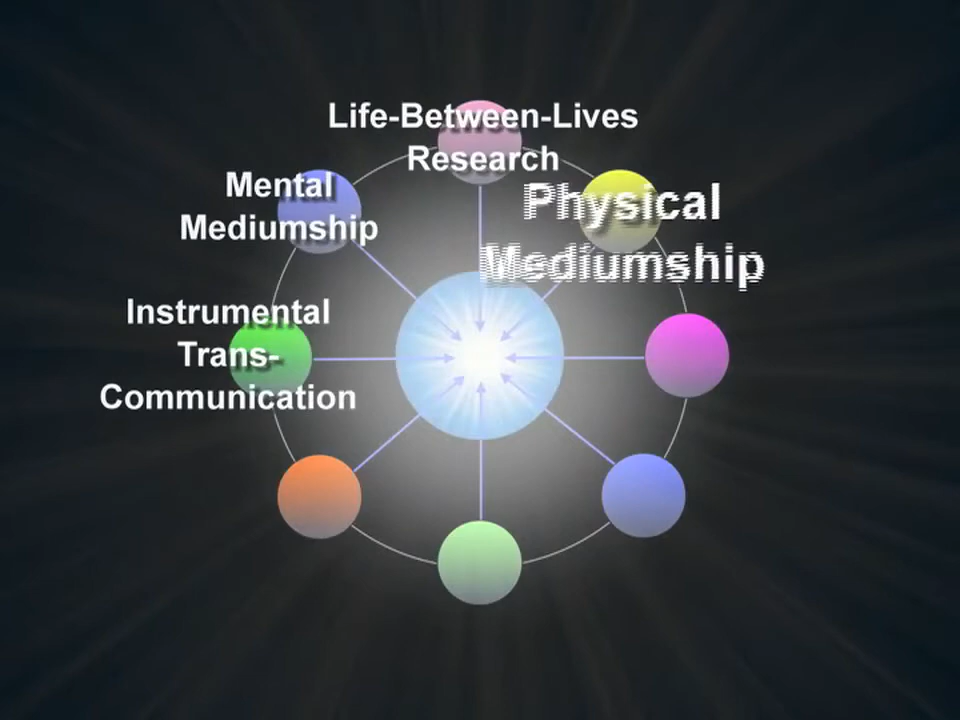 Life-Between-Lives
Research
Mental
Mediumship
Physical
Mediumship
Instrumental
Trans-
Communication